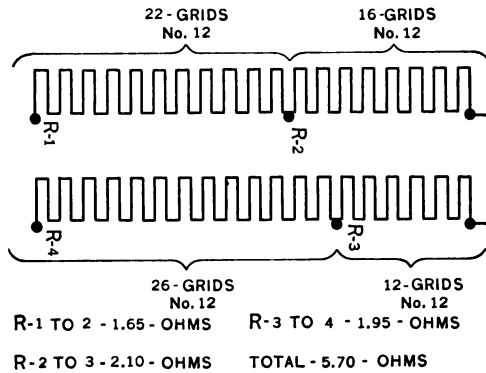 22-GRIDS 16-GRIDS
No. 12 No. 12
R-1
R-2
R-4
R-3
26-GRIDS 12-GRIDS
No. 12 No. 12
R-1 TO 2 - 1.65 - OHMS R-3 TO 4 - 1.95 - OHMS
R-2 TO 3 - 2.10 - OHMS TOTAL - 5.70 - OHMS